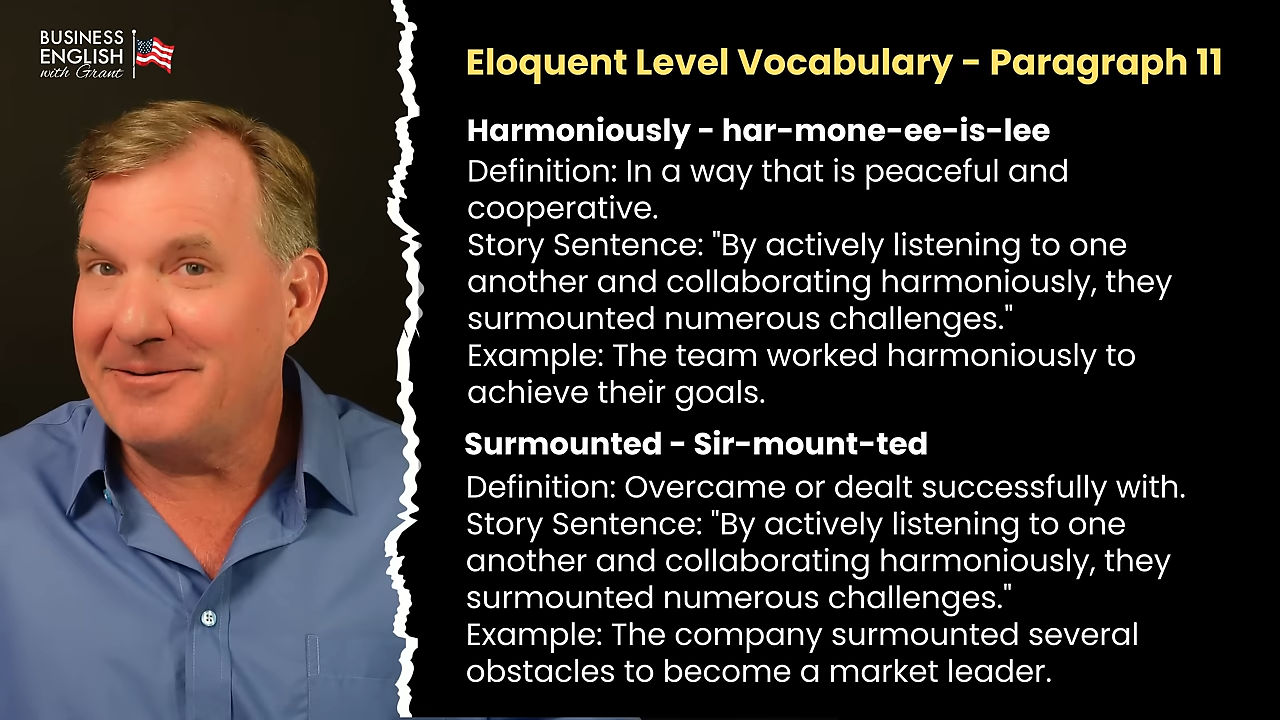 BUSINESS
ENGLISH
with Grant
Eloquent Level Vocabulary - Paragraph 11
Harmoniously - har-mone-ee-is-lee
Definition: In a way that is peaceful and
cooperative.
Story Sentence: "By actively listening to one
another and collaborating harmoniously, they
surmounted numerous challenges."
Example: The team worked harmoniously to
achieve their goals.
Surmounted - Sir-mount-ted
Definition: Overcame or dealt successfully with.
Story Sentence: "By actively listening to one
another and collaborating harmoniously, they
surmounted numerous challenges."
Example: The company surmounted several
obstacles to become a market leader.